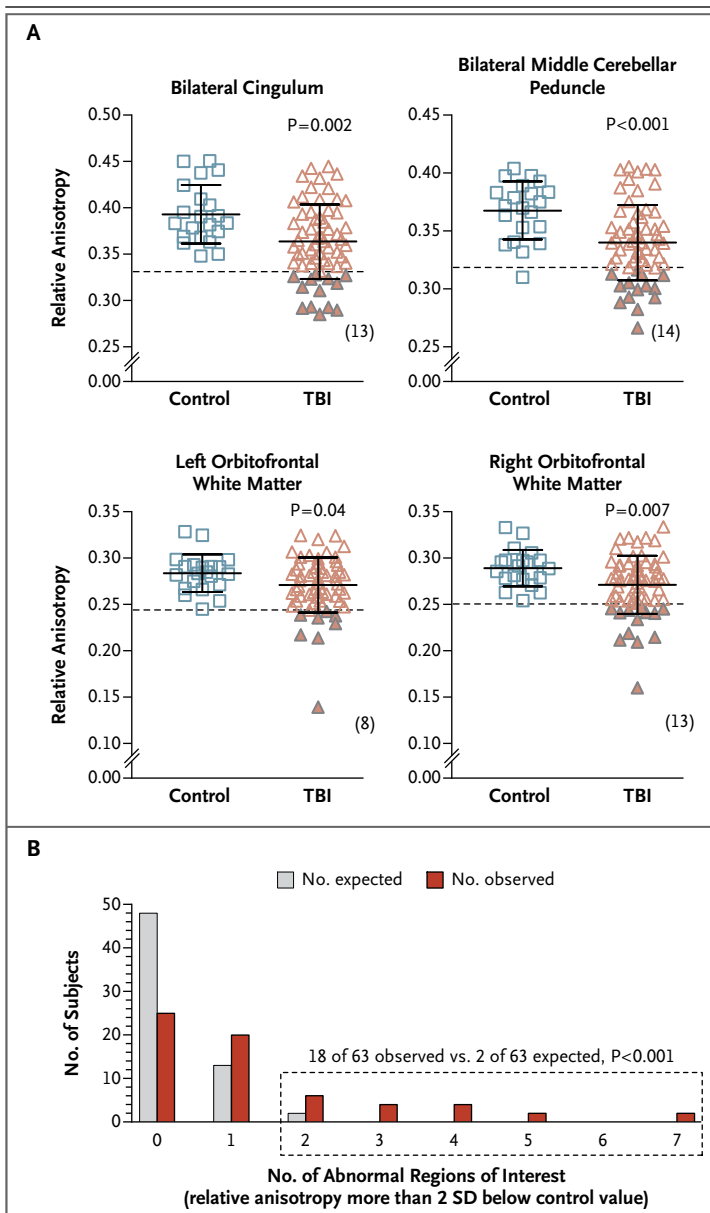 A
Bilateral Cingulum
P=0.002
0.50
0.45
0.40
0.35
0.30
0.25
0.00
Relative Anisotropy
(13)
Control
TBI
Bilateral Middle Cerebellar
Peduncle
P<0.001
0.45
0.40
0.35
0.30
0.25
0.00
(14)
Control
TBI
Left Orbitofrontal
White Matter
P=0.04
0.35
0.30
0.25
0.20
0.15
0.10
0.00
Relative Anisotropy
(8)
Control
TBI
Right Orbitofrontal
White Matter
P=0.007
0.35
0.30
0.25
0.20
0.15
0.10
0.00
(13)
Control
TBI
B
No. expected
No. observed
50
40
30
20
10
0
No. of Subjects
18 of 63 observed vs. 2 of 63 expected, P<0.001
0 1 2 3 4 5 6 7
No. of Abnormal Regions of Interest
(relative anisotropy more than 2 SD below control value)